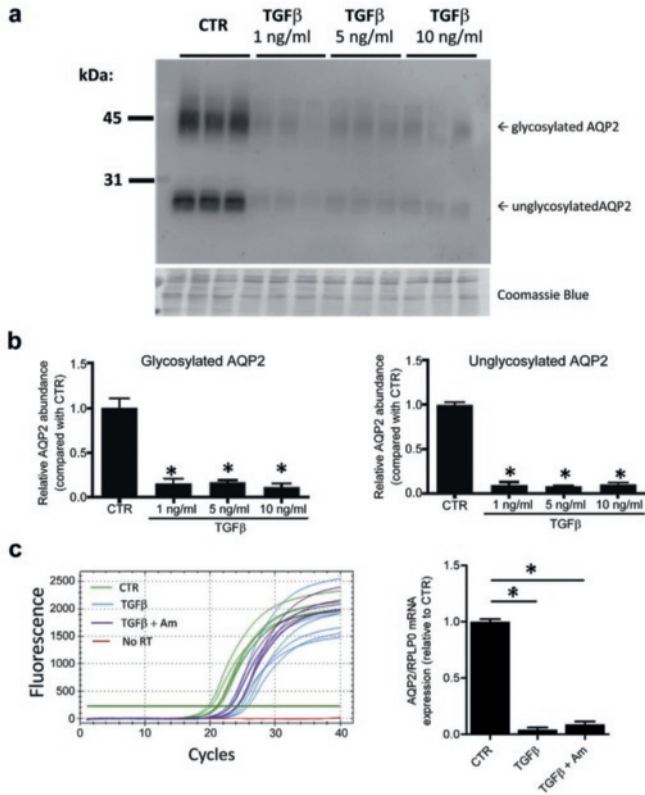 a
CTR
TGFβ
1 ng/ml
TGFβ
5 ng/ml
TGFβ
10 ng/ml
kDa:
45
31
← glycosylated AQP2
← unglycosylatedAQP2
Coomassie Blue
b
Glycosylated AQP2
Relative AQP2 abundance
(compared with CTR)
1.5
1.0
0.5
0.0
* * *
CTR 1 ng/ml 5 ng/ml 10 ng/ml
TGFβ
Unglycosylated AQP2
Relative AQP2 abundance
(compared with CTR)
1.5
1.0
0.5
0.00
* * *
CTR 1 ng/ml 5 ng/ml 10 ng/ml
TGFβ
c
Fluorescence
2500
2000
1500
1000
500
0
CTR
TGFβ
TGFβ + Am
No RT
0 10 20 30 40
Cycles
AQP2/RPLP0 mRNA
expression (relative to CTR)
1.5
1.0
0.5
0.0
*
*
CTR
TGFβ
TGFβ + Am